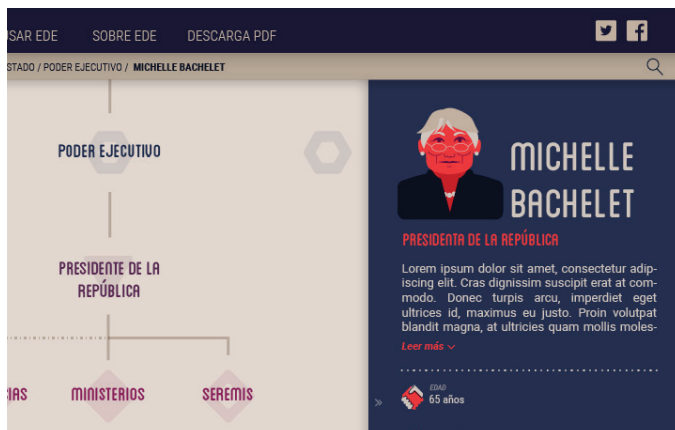 USAR EDE SOBRE EDE DESCARGA PDF
STADO / PODER EJECUTIVO / MICHELLE BACHELET
PODER EJECUTIVO
PRESIDENTE DE LA
REPÚBLICA
CIAS MINISTERIOS SEREMIS
MICHELLE
BACHELET
PRESIDENTA DE LA REPÚBLICA
Lorem ipsum dolor sit amet, consectetur adip-
iscing elit. Cras dignissim suscipit erat at com-
modo. Donec turpis arcu, imperdiet eget
ultrices id, maximus eu justo. Proin volutpat
blandit magna, at ultricies quam mollis moles-
Leer más
EDAD
65 años